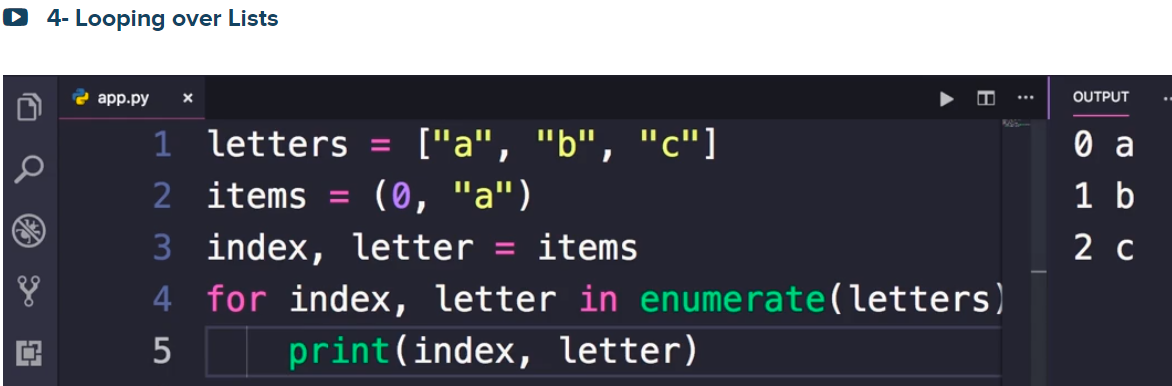 4- Looping over Lists
app.py ×
OUTPUT
1 letters = ["a", "b", "c"]
2 items = (0, "a")
3 index, letter = items
4 for index, letter in enumerate(letters)
5 print(index, letter)
0 a
1 b
2 c